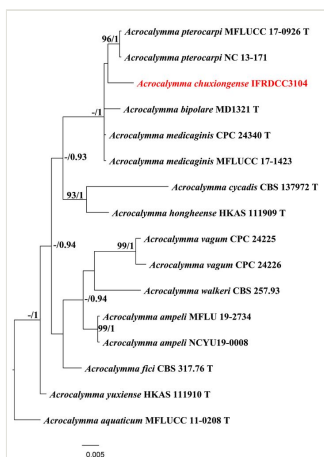 Acrocalymma pterocarpi MFLUCC 17-0926 T
96/1
Acrocalymma pterocarpi NC 13-171
Acrocalymma chuxiongense IFRDCC3104
-/1
Acrocalymma bipolare MD1321 T
Acrocalymma medicaginis CPC 24340 T
-/0.93
Acrocalymma medicaginis MFLUCC 17-1423
Acrocalymma cycadis CBS 137972 T
93/1
Acrocalymma hongheense HKAS 111909 T
-/0.94
Acrocalymma vagum CPC 24225
99/1
Acrocalymma vagum CPC 24226
Acrocalymma walkeri CBS 257.93
-/0.94
Acrocalymma ampeli MFLU 19-2734
-/1
99/1
Acrocalymma ampeli NCYU19-0008
Acrocalymma fici CBS 317.76 T
Acrocalymma yuxiense HKAS 111910 T
Acrocalymma aquaticum MFLUCC 11-0208 T
0.005